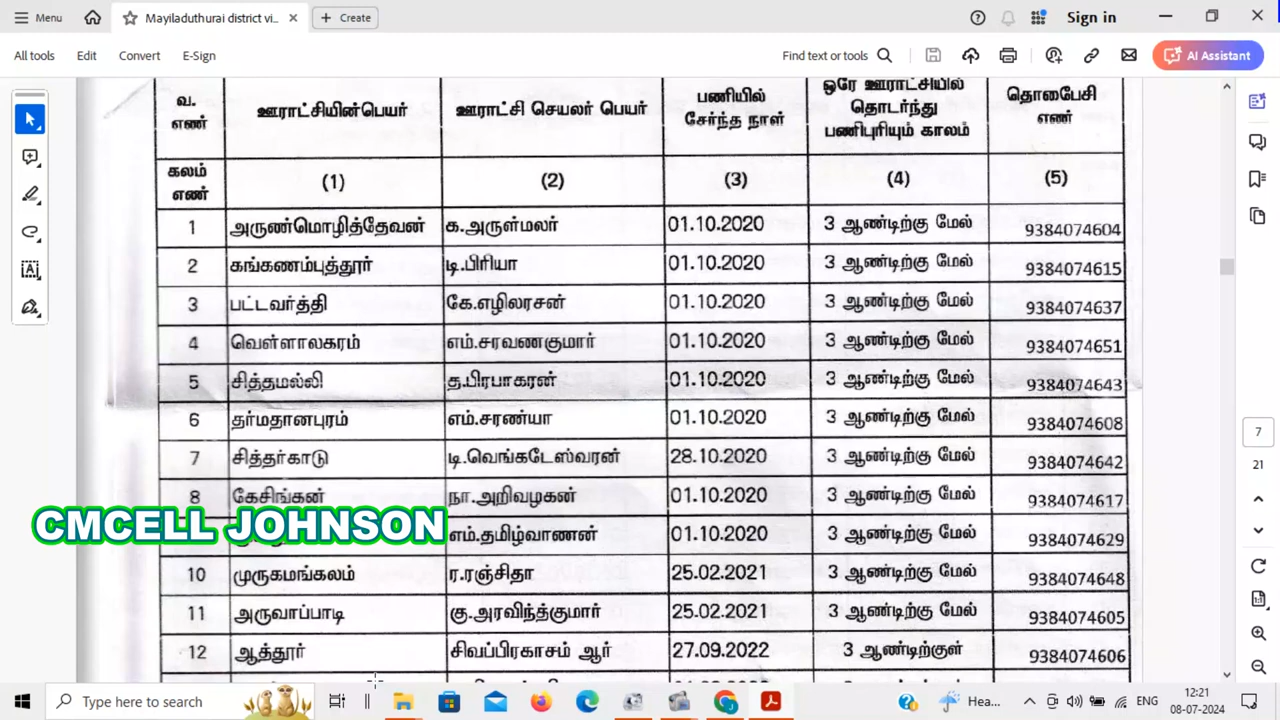 Menu Mayiladuthurai district vi... Create Sign in
All tools Edit Convert E-Sign Find text or tools AI Assistant
வ. எண் ஊராட்சியின்பெயர் ஊராட்சி செயலர் பெயர் பணியில் சேர்ந்த நாள் ஒரே ஊராட்சியில் தொடர்ந்து பணிபுரியும் காலம் தொபைேசி எண்
கலம் எண் (1) (2) (3) (4) (5)
1 அருண்மொழித்தேவன் க.அருள்மலர் 01.10.2020 3 ஆண்டிற்கு மேல் 9384074604
2 கங்கணம்புத்தூர் டி.பிரியா 01.10.2020 3 ஆண்டிற்கு மேல் 9384074615
3 பட்டவர்த்தி கே.எழிலரசன் 01.10.2020 3 ஆண்டிற்கு மேல் 9384074637
4 வெள்ளாலகரம் எம்.சரவணகுமார் 01.10.2020 3 ஆண்டிற்கு மேல் 9384074651
5 சித்தமல்லி த.பிரபாகரன் 01.10.2020 3 ஆண்டிற்கு மேல் 9384074643
6 தர்மதானபுரம் எம்.சரண்யா 01.10.2020 3 ஆண்டிற்கு மேல் 9384074608
7 சித்தர்காடு டி.வெங்கடேஸ்வரன் 28.10.2020 3 ஆண்டிற்கு மேல் 9384074642
8 கேசிங்கன் நா.அறிவழகன் 01.10.2020 3 ஆண்டிற்கு மேல் 9384074617
CMCELL JOHNSON எம்.தமிழ்வாணன் 01.10.2020 3 ஆண்டிற்கு மேல் 9384074629
10 முருகமங்கலம் ர.ரஞ்சிதா 25.02.2021 3 ஆண்டிற்கு மேல் 9384074648
11 அருவாப்பாடி கு.அரவிந்த்குமார் 25.02.2021 3 ஆண்டிற்கு மேல் 9384074605
12 ஆத்தூர் சிவப்பிரகாசம் ஆர் 27.09.2022 3 ஆண்டிற்குள் 9384074606
7
21
Type here to search Hea... ENG 12:21
08-07-2024